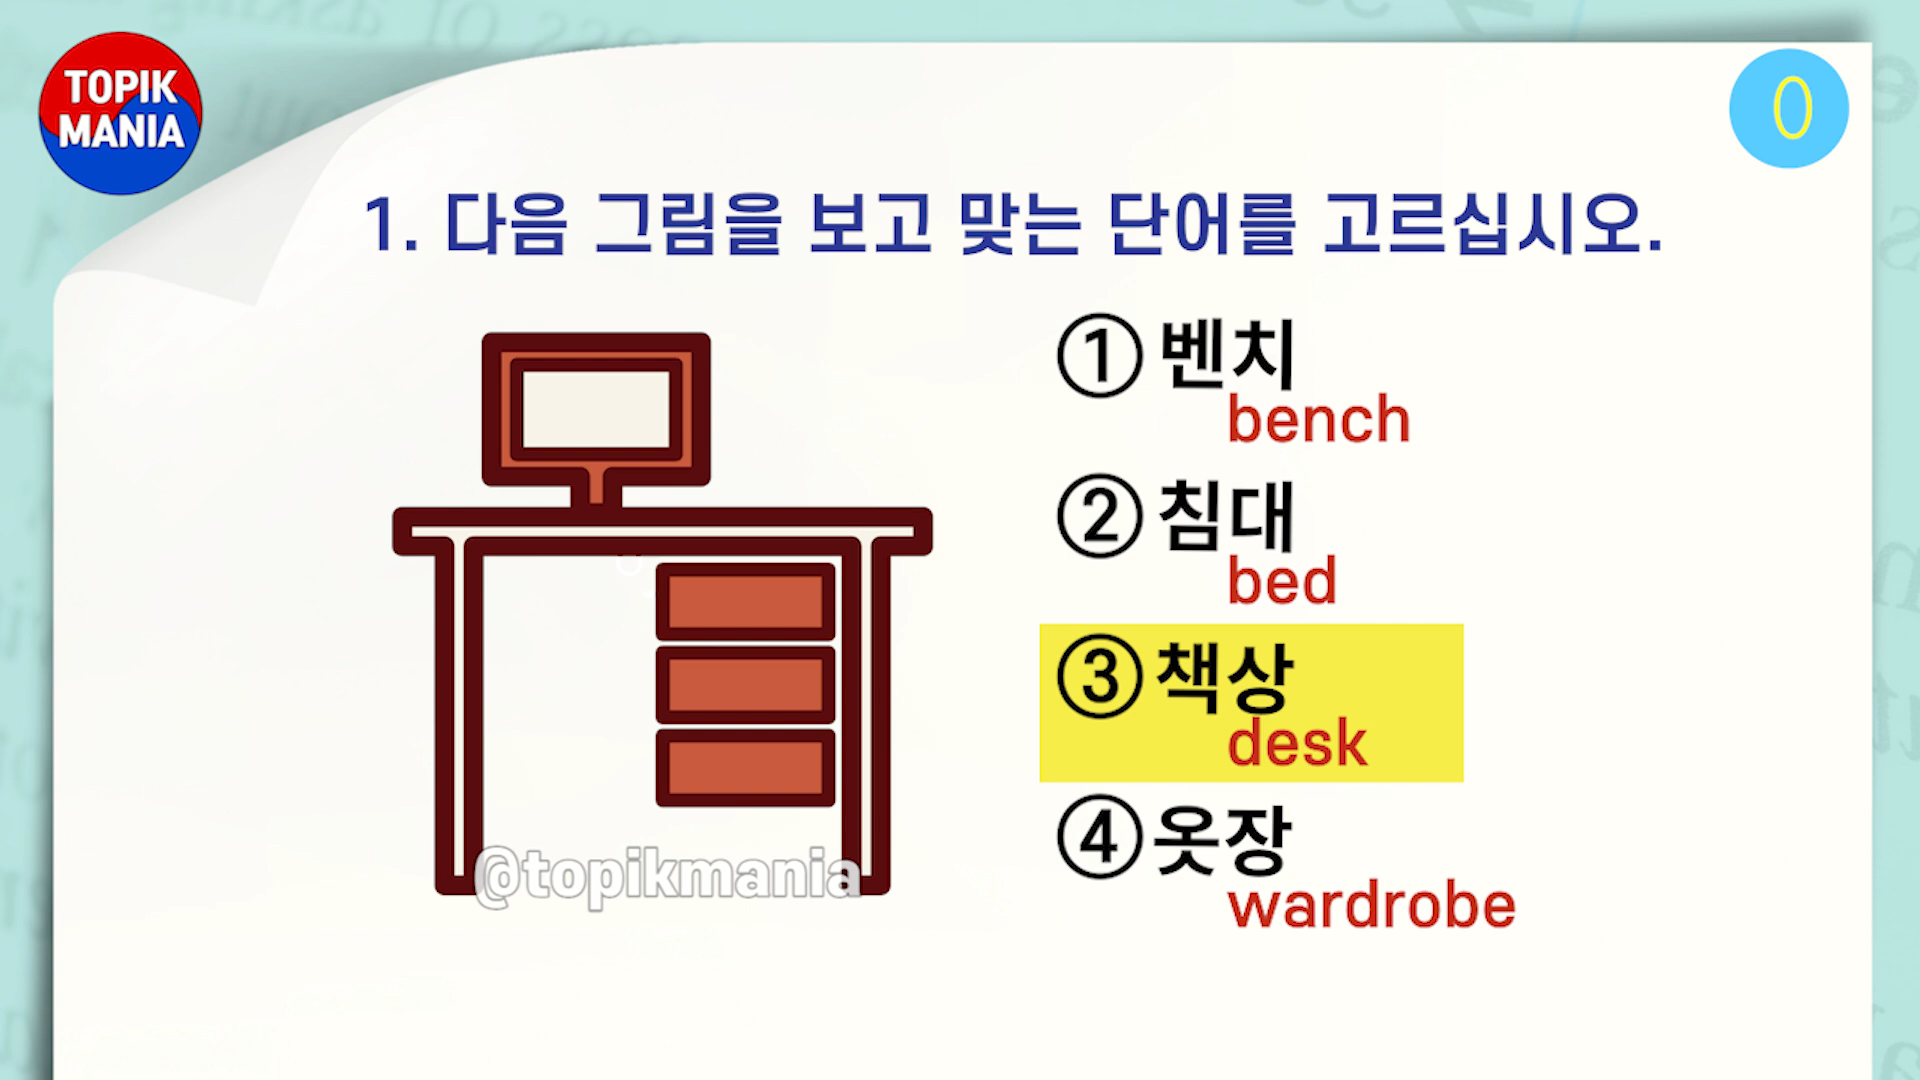 TOPIK
MANIA
0
1. 다음 그림을 보고 맞는 단어를 고르십시오.
① 벤치
bench
② 침대
bed
③ 책상
desk
④ 옷장
wardrobe
@topikmania